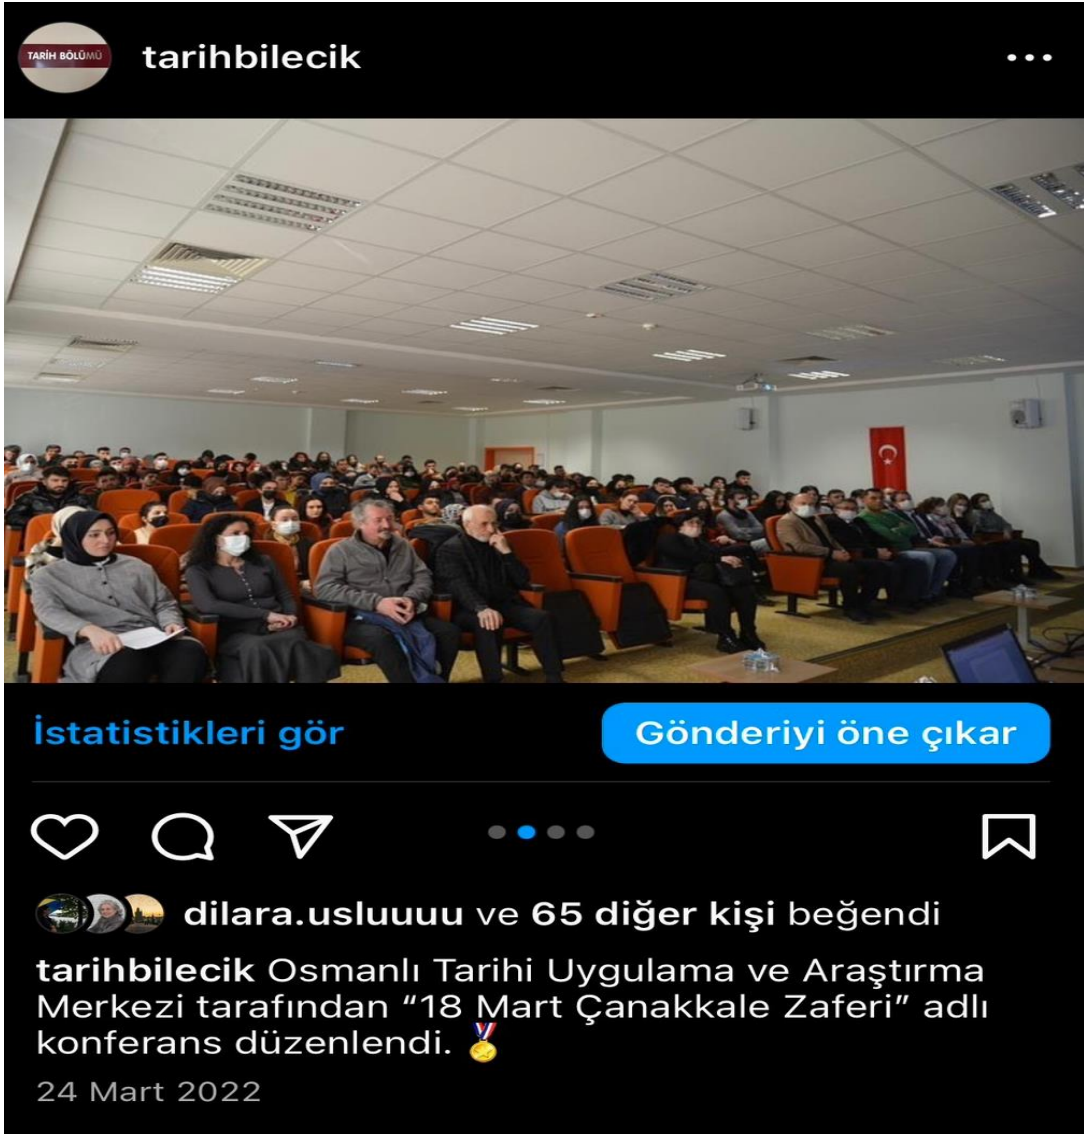 TARİH BÖLÜMÜ
tarihbilecik
İstatistikleri gör
Gönderiyi öne çıkar
dilara.usluuuu ve 65 diğer kişi beğendi
tarihbilecik Osmanlı Tarihi Uygulama ve Araştırma
Merkezi tarafından “18 Mart Çanakkale Zaferi” adlı
konferans düzenlendi.
24 Mart 2022